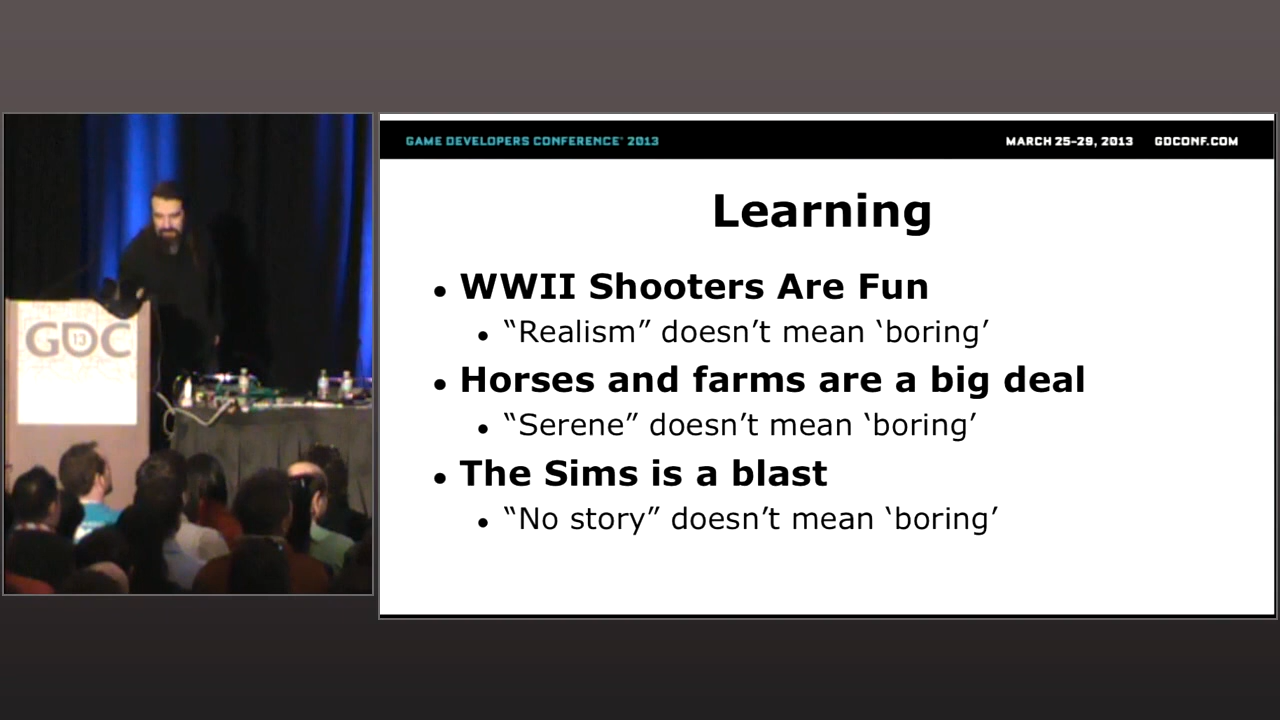 GAME DEVELOPERS CONFERENCE® 2013
MARCH 25-29, 2013 GDCONF.COM
Learning
• WWII Shooters Are Fun
• “Realism” doesn’t mean ‘boring’
• Horses and farms are a big deal
• “Serene” doesn’t mean ‘boring’
• The Sims is a blast
• “No story” doesn’t mean ‘boring’
GDC
13